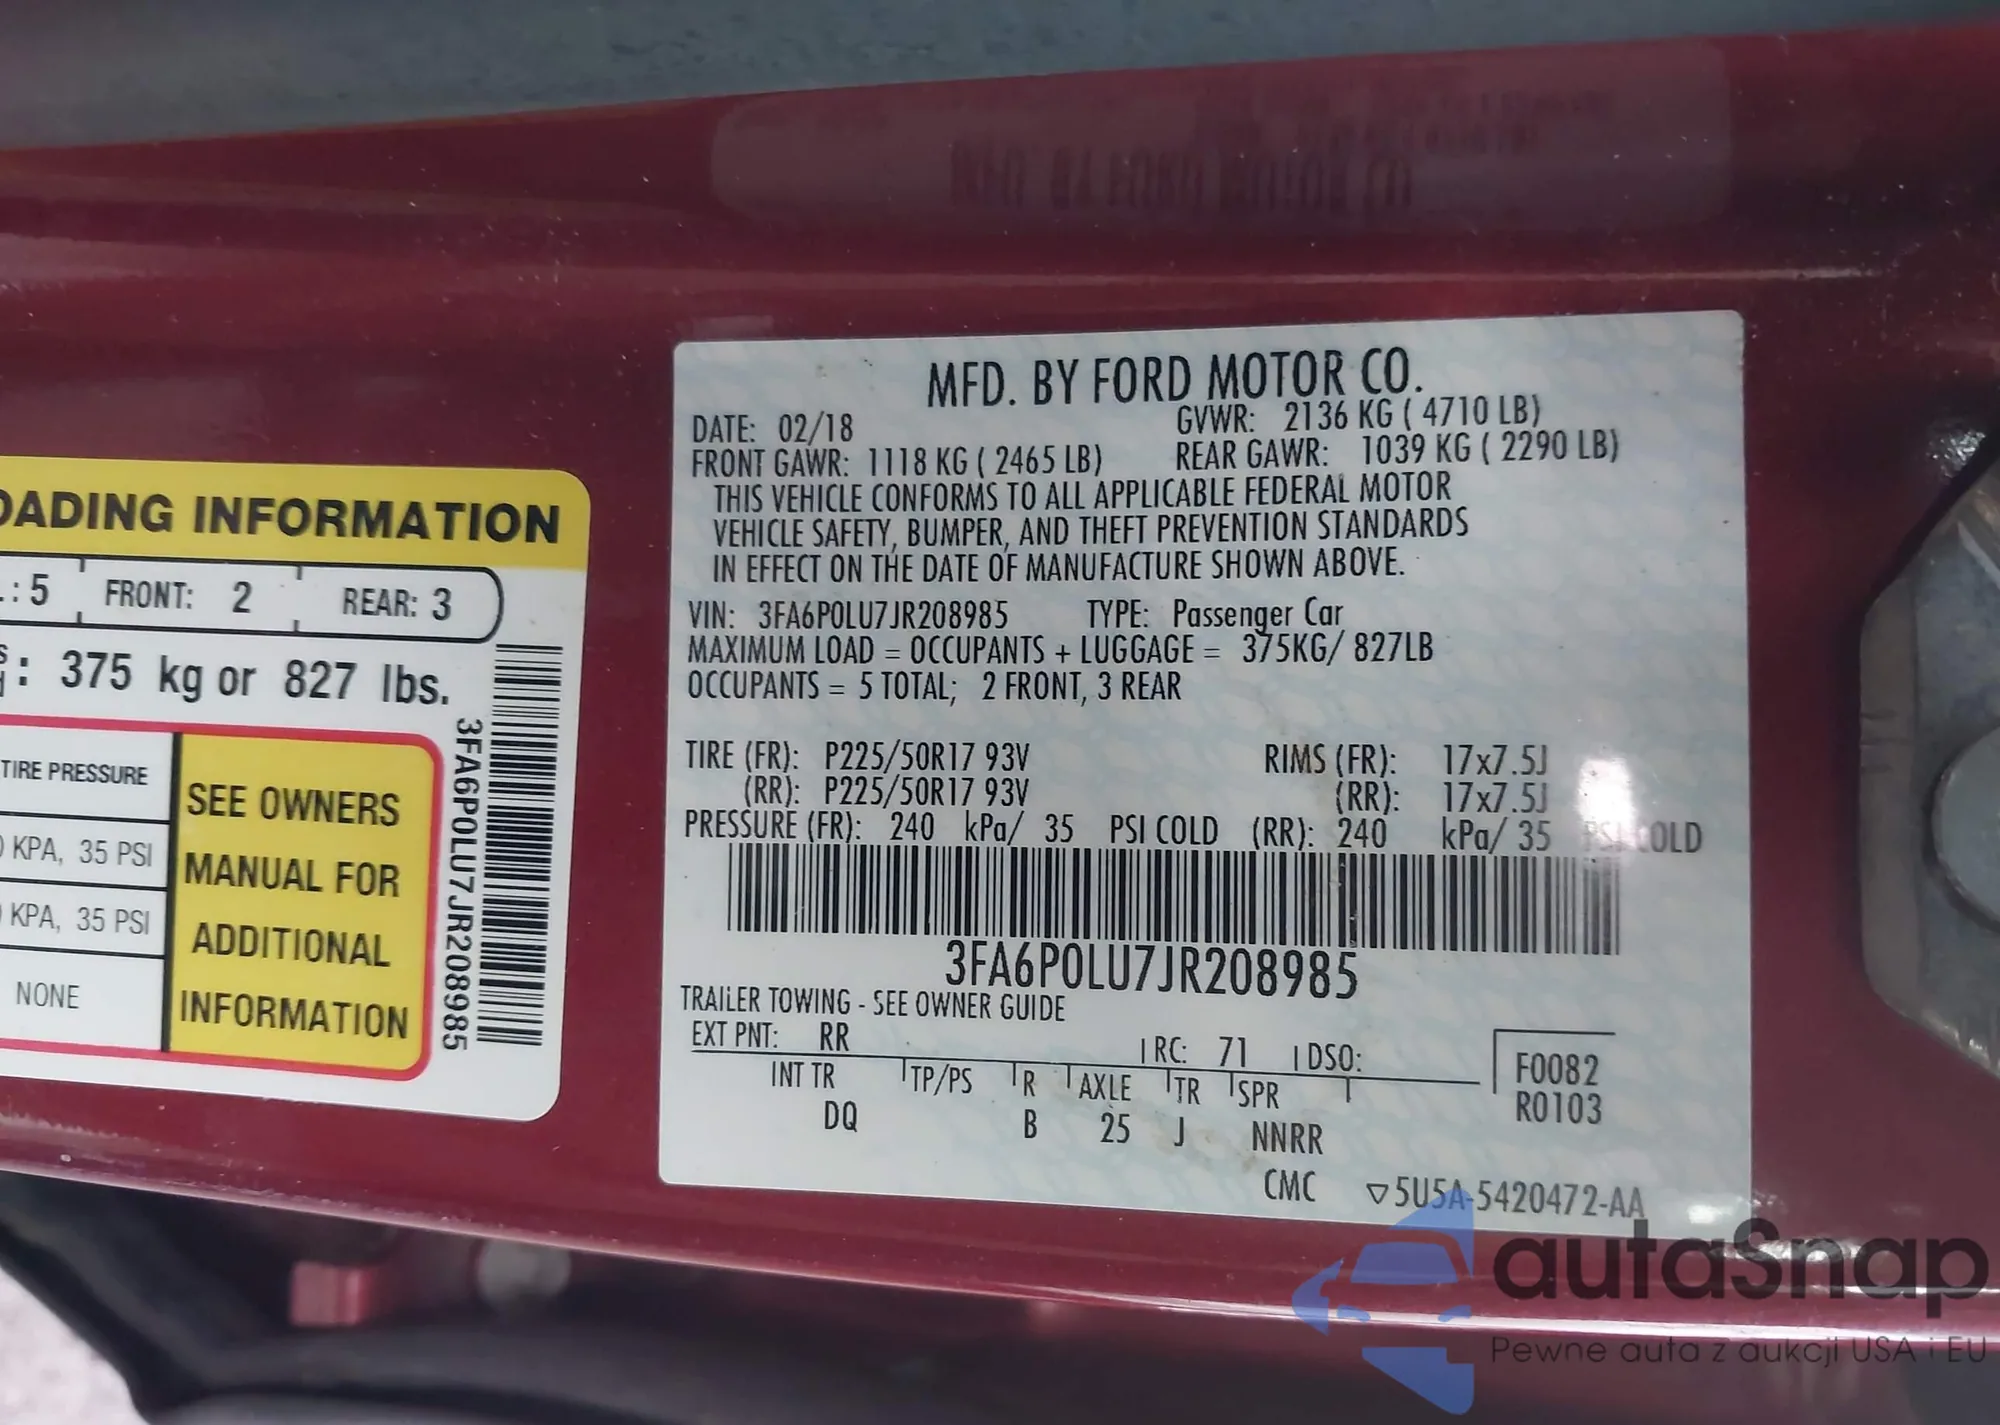 OADING INFORMATION
.: 5 FRONT: 2 REAR: 3
: 375 kg or 827 lbs.
TIRE PRESSURE
KPA, 35 PSI
KPA, 35 PSI
NONE
SEE OWNERS
MANUAL FOR
ADDITIONAL
INFORMATION
3FA6P0LU7JR208985
MFD. BY FORD MOTOR CO.
DATE: 02/18 GVWR: 2136 KG ( 4710 LB)
FRONT GAWR: 1118 KG ( 2465 LB) REAR GAWR: 1039 KG ( 2290 LB)
THIS VEHICLE CONFORMS TO ALL APPLICABLE FEDERAL MOTOR
VEHICLE SAFETY, BUMPER, AND THEFT PREVENTION STANDARDS
IN EFFECT ON THE DATE OF MANUFACTURE SHOWN ABOVE.
VIN: 3FA6P0LU7JR208985 TYPE: Passenger Car
MAXIMUM LOAD = OCCUPANTS + LUGGAGE = 375KG/ 827LB
OCCUPANTS = 5 TOTAL; 2 FRONT, 3 REAR
TIRE (FR): P225/50R17 93V RIMS (FR): 17x7.5J
(RR): P225/50R17 93V (RR): 17x7.5J
PRESSURE (FR): 240 kPa/ 35 PSI COLD (RR): 240 kPa/ 35 PSI COLD
3FA6P0LU7JR208985
TRAILER TOWING - SEE OWNER GUIDE
EXT PNT: RR RC: 71 DSO:
INT TR TP/PS R AXLE TR SPR
DQ B 25 J NNRR
F0082
R0103
CMC ▽5U5A-5420472-AA
autaSnap
Pewne auta z aukcji USA i EU